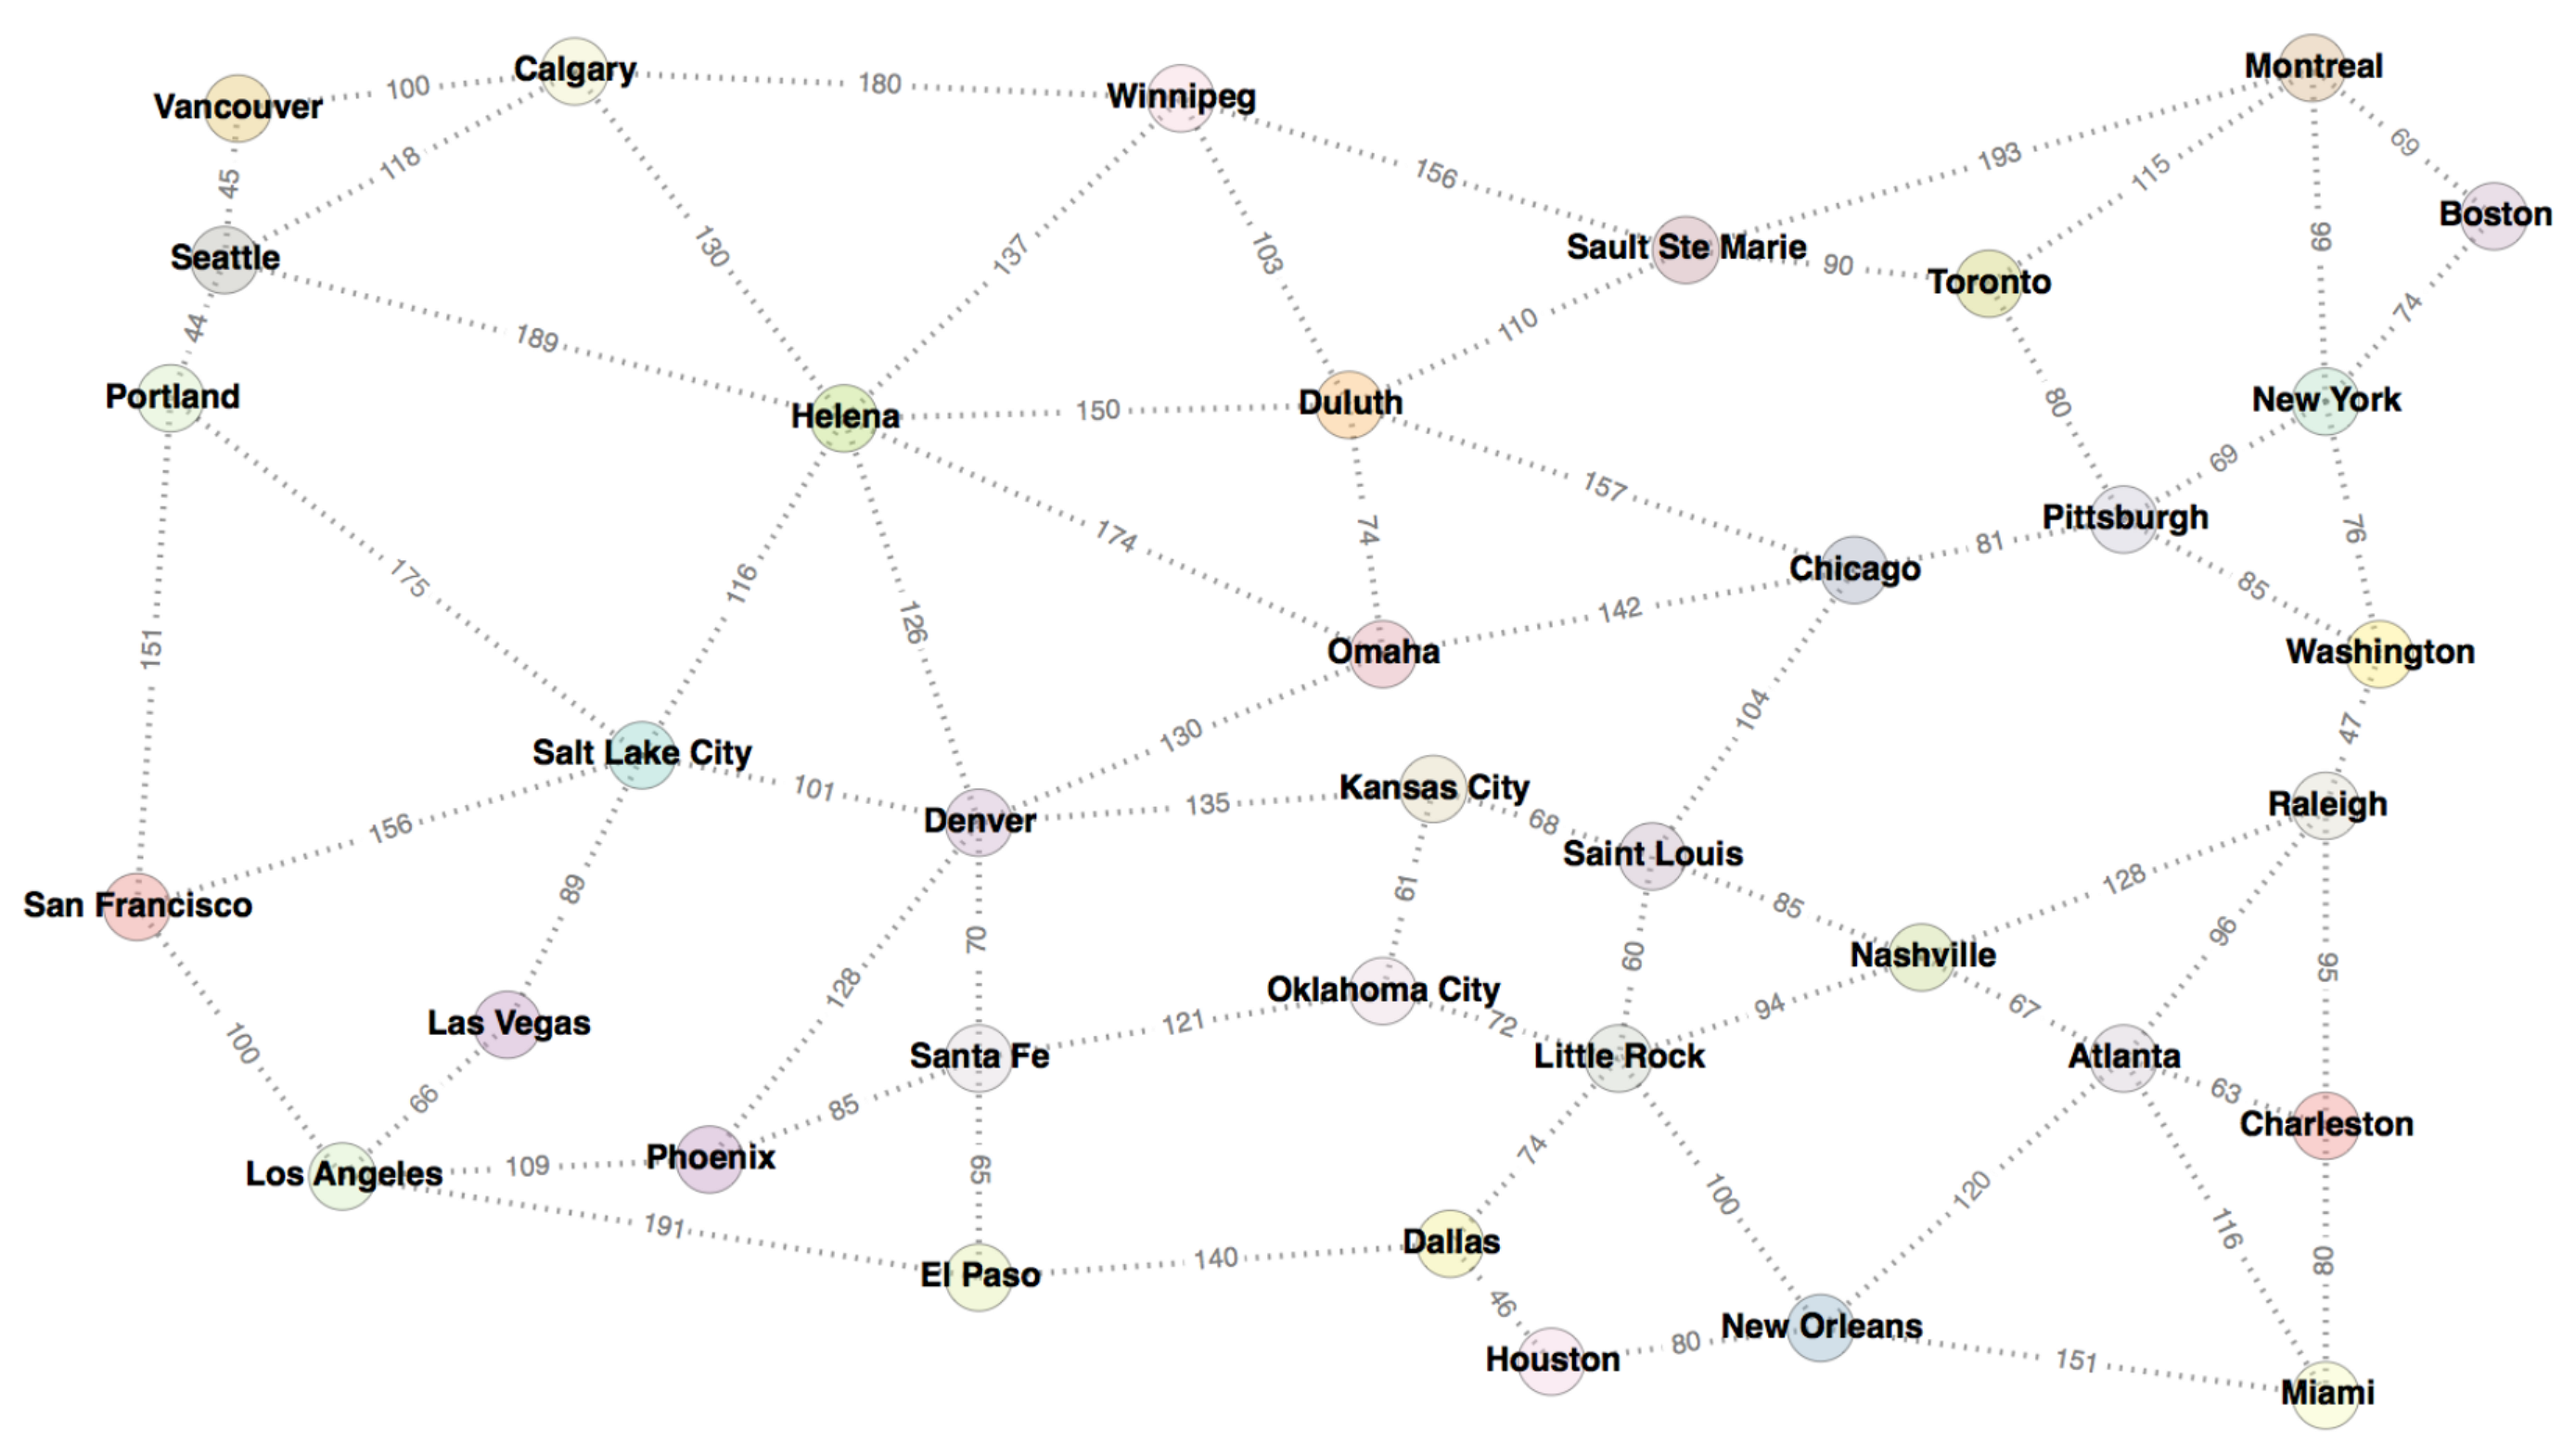 Calgary
Montreal
Vancouver
100
180
Winnipeg
118
45
156
193
115
69
Boston
Seattle
130
137
103
Sault Ste Marie
90
Toronto
99
44
189
110
74
Portland
Helena
150
Duluth
80
New York
69
174
157
74
76
Pittsburgh
175
116
126
142
Chicago
81
85
151
Omaha
Washington
130
104
47
Salt Lake City
101
Denver
135
Kansas City
68
Raleigh
156
89
61
Saint Louis
85
128
San Francisco
70
60
Nashville
96
95
128
Oklahoma City
94
67
100
Las Vegas
121
72
66
Santa Fe
Little Rock
Atlanta
63
85
Charleston
Los Angeles
109
Phoenix
65
74
100
120
116
191
Dallas
80
El Paso
140
46
New Orleans
Houston
80
151
Miami